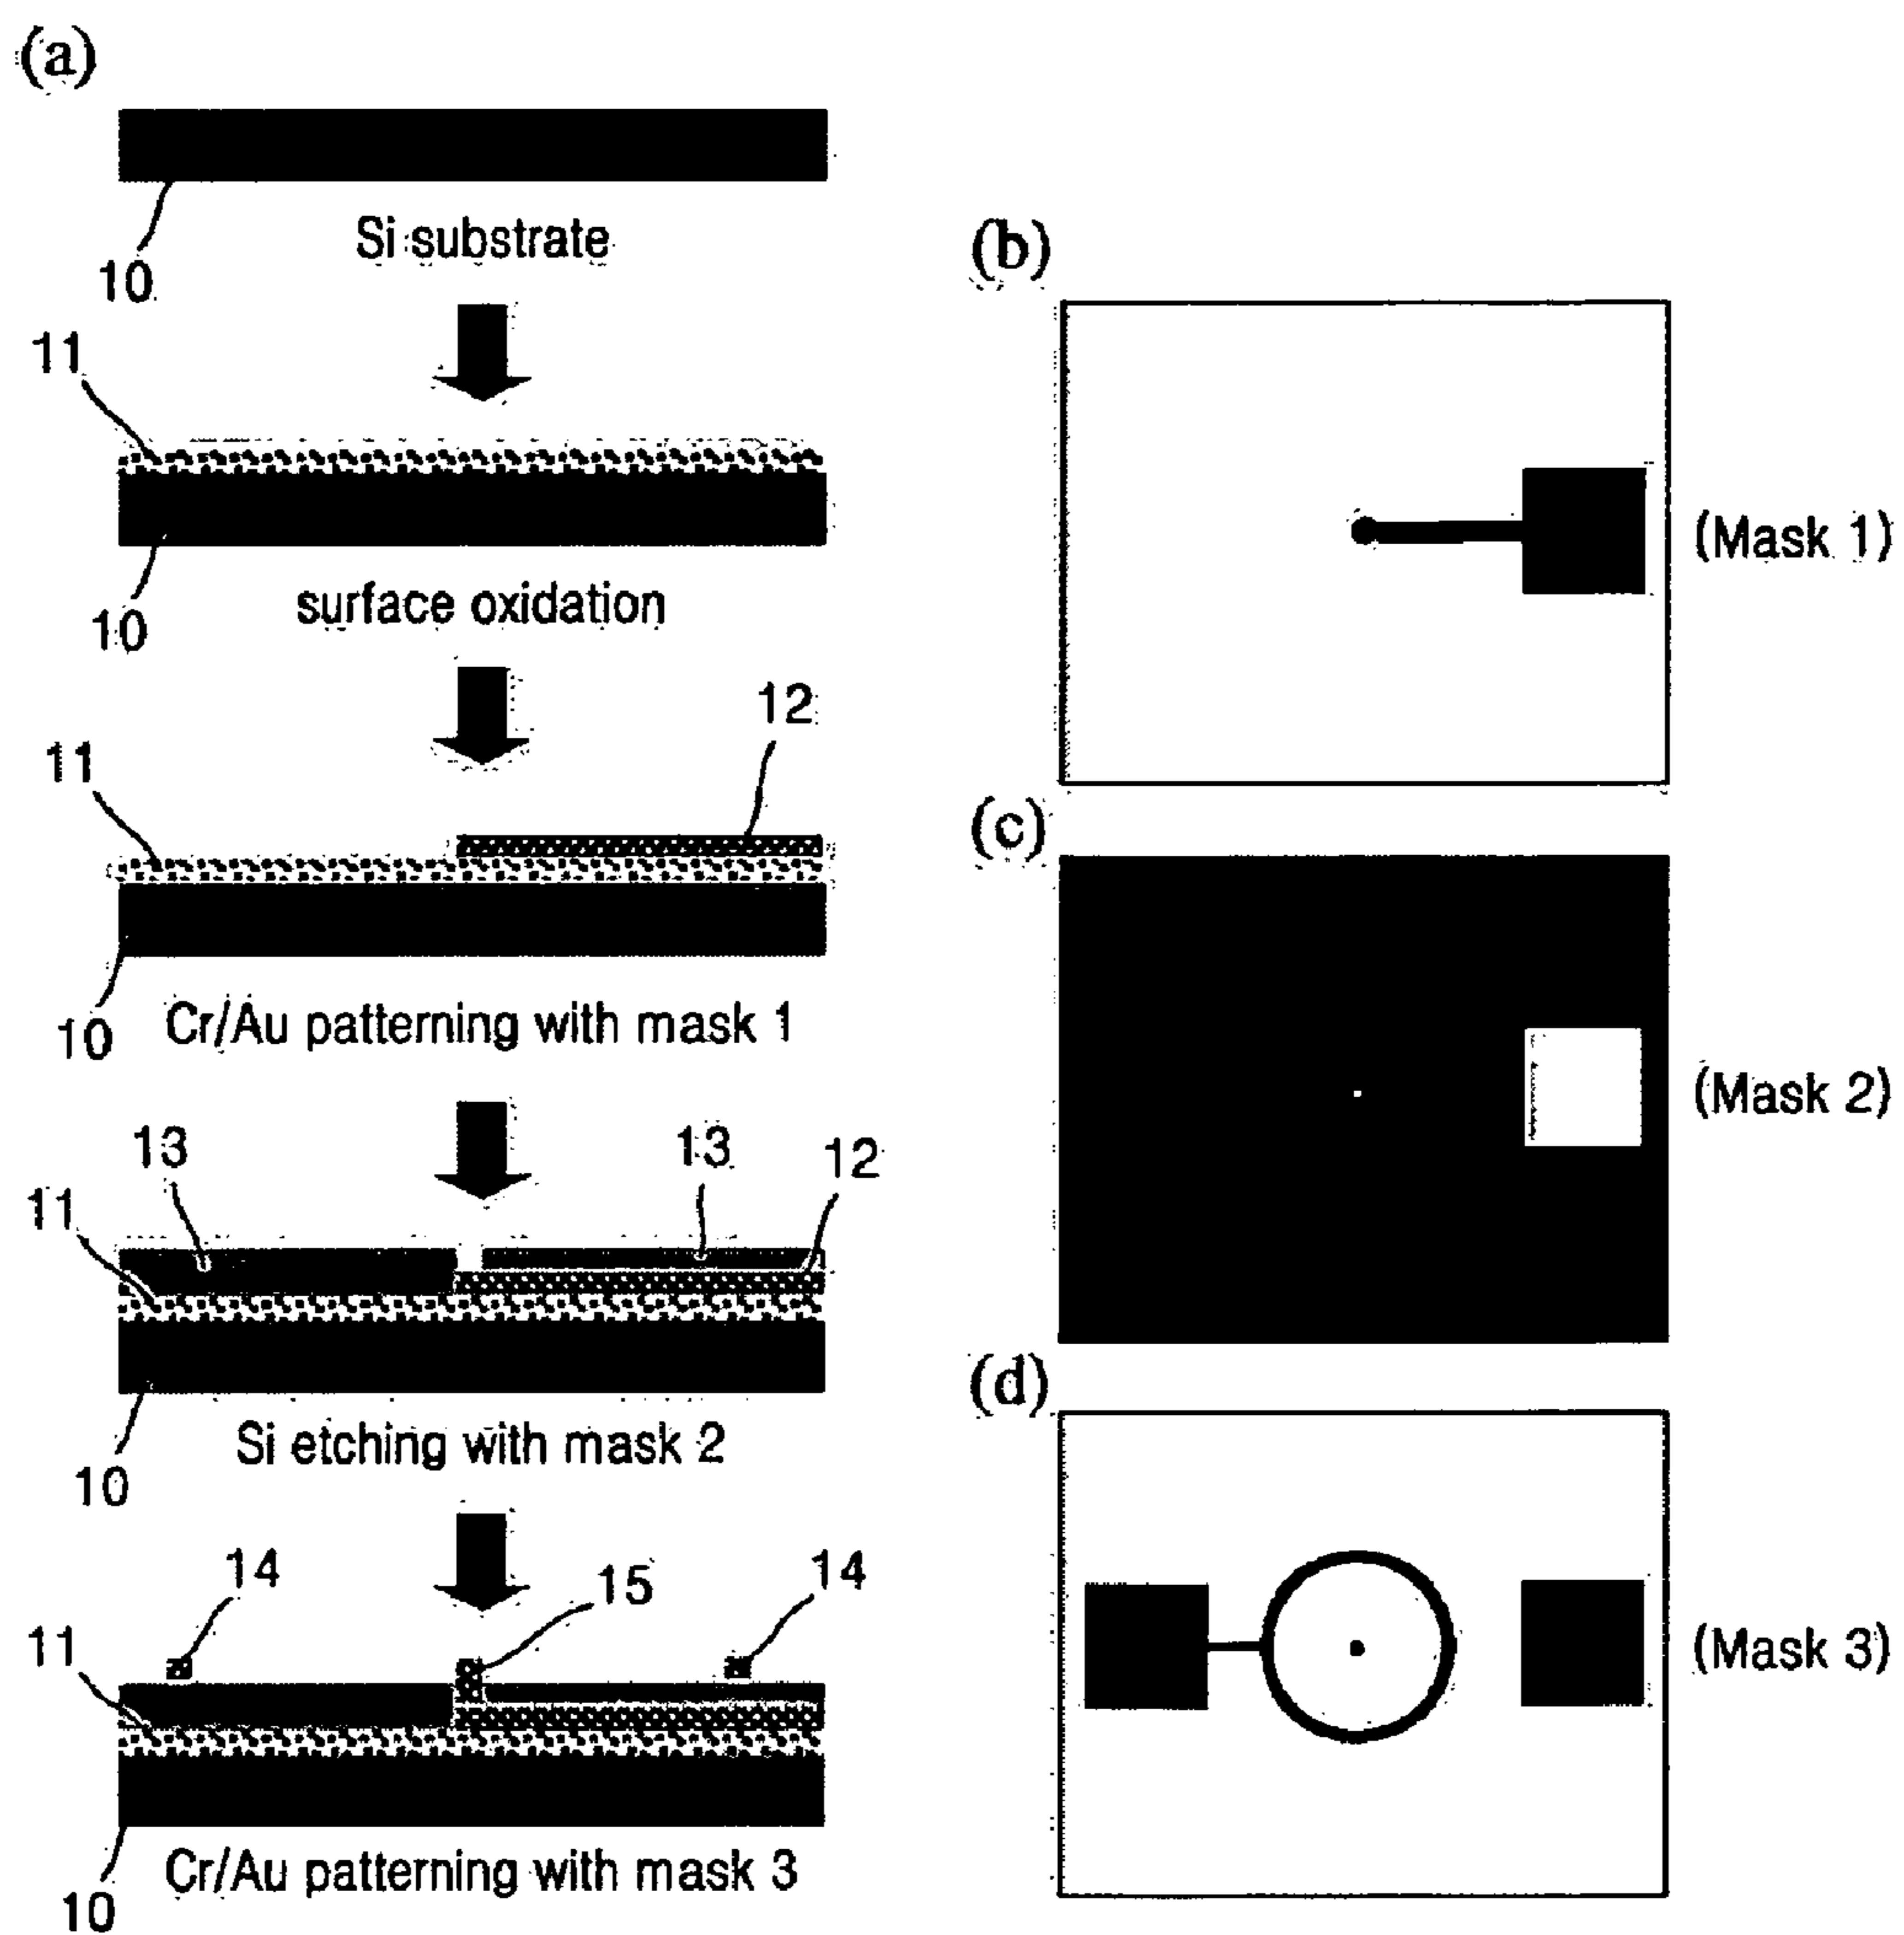 (a)
Si substrate
10
11
surface oxidation
10
12
11
Cr/Au patterning with mask 1
10
13 13 12
11
Si etching with mask 2
10
14 15 14
11
Cr/Au patterning with mask 3
10
(b)
(Mask 1)
(c)
(Mask 2)
(d)
(Mask 3)